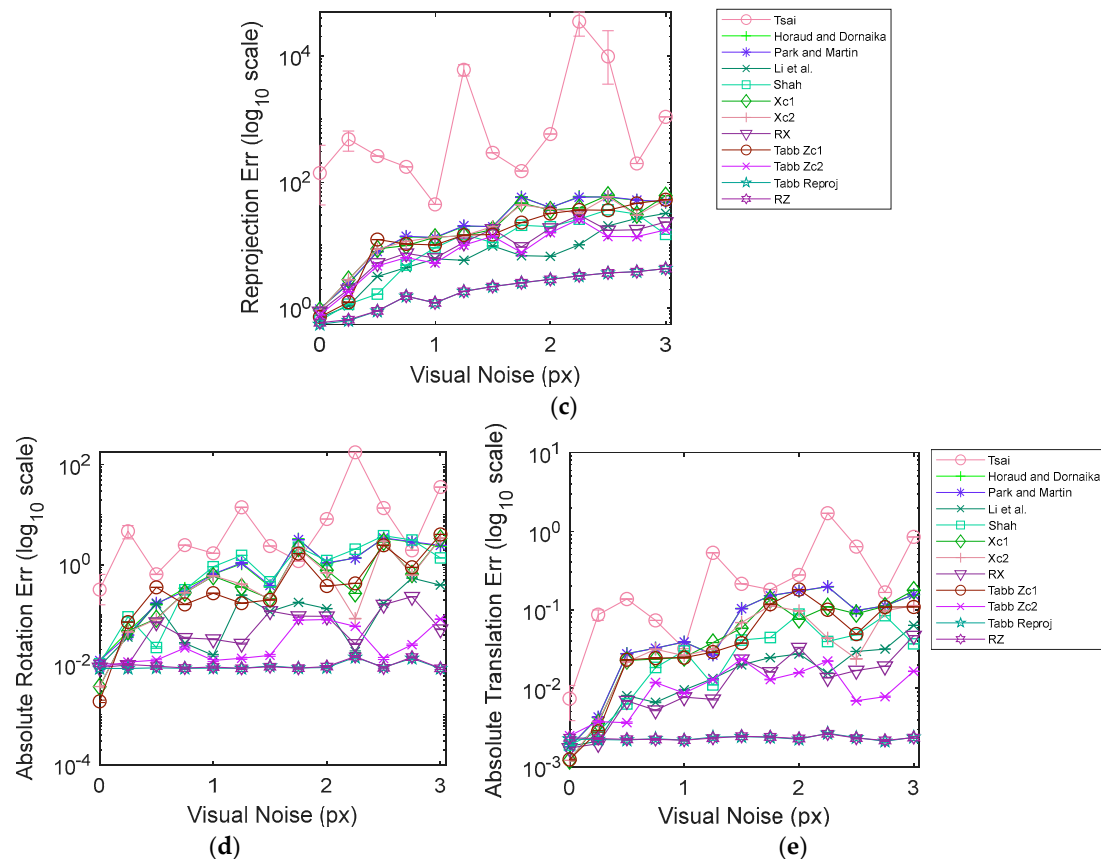 Reprojection Err (log10 scale)
10^4
10^2
10^0
0 1 2 3
Visual Noise (px)
Tsai
Horaud and Dornaika
Park and Martin
Li et al.
Shah
Xc1
Xc2
RX
Tabb Zc1
Tabb Zc2
Tabb Reproj
RZ
(c)
Absolute Rotation Err (log10 scale)
10^2
10^0
10^-2
10^-4
0 1 2 3
Visual Noise (px)
(d)
Absolute Translation Err (log10 scale)
10^1
10^0
10^-1
10^-2
10^-3
0 1 2 3
Visual Noise (px)
(e)
Tsai
Horaud and Dornaika
Park and Martin
Li et al.
Shah
Xc1
Xc2
RX
Tabb Zc1
Tabb Zc2
Tabb Reproj
RZ